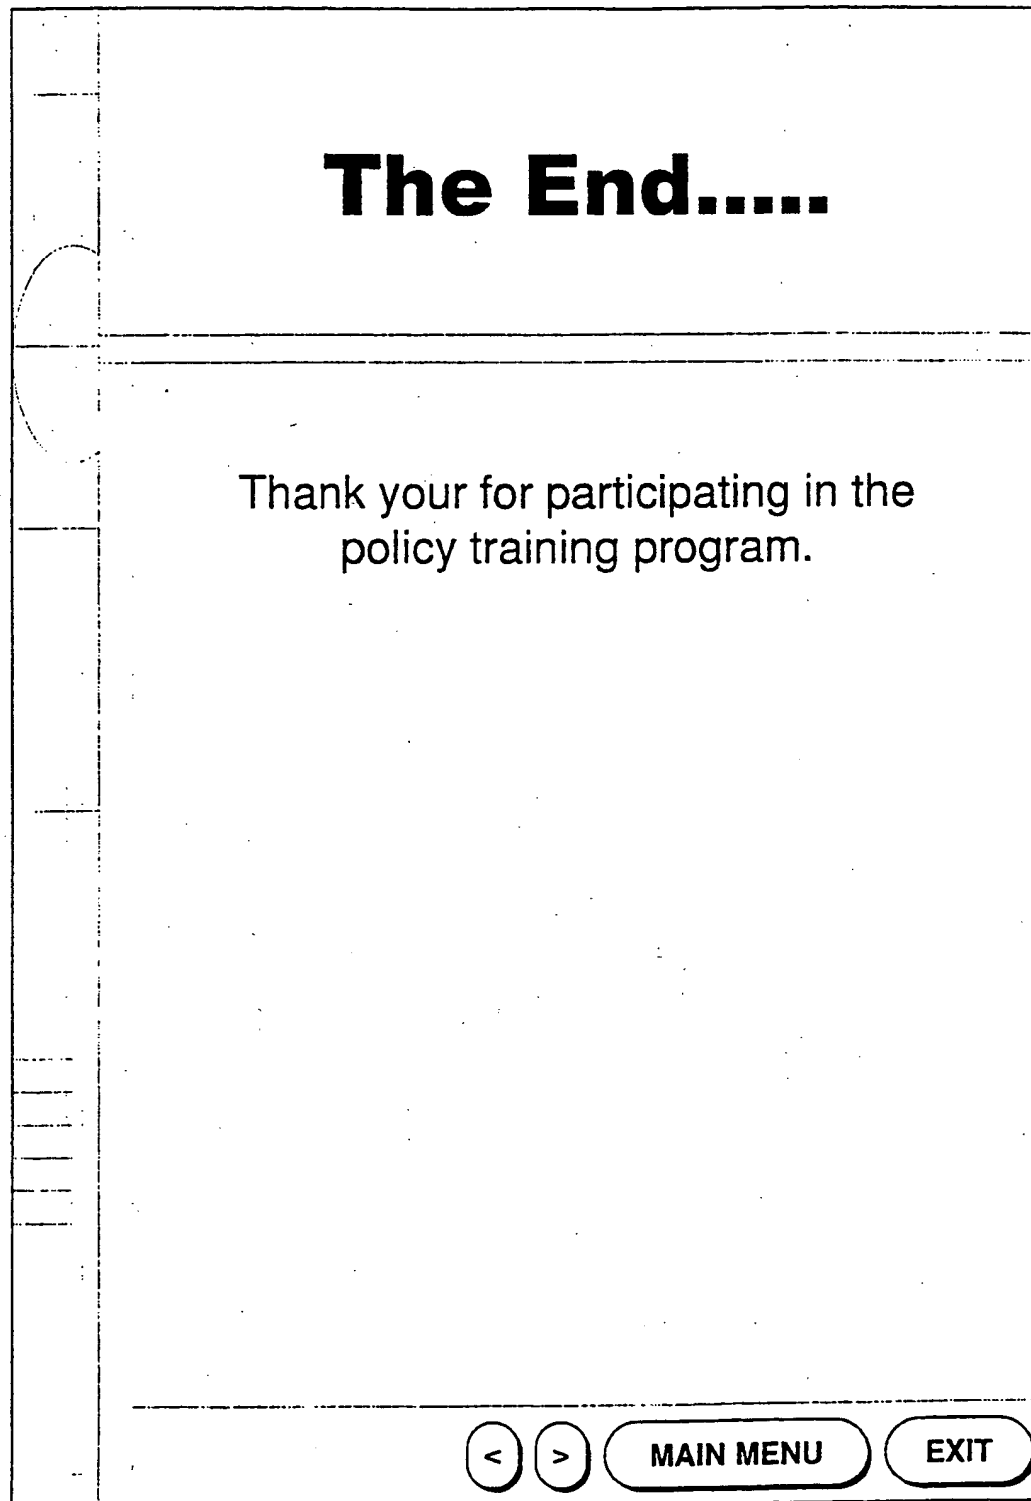 The End.....
Thank your for participating in the
policy training program.
< > MAIN MENU EXIT